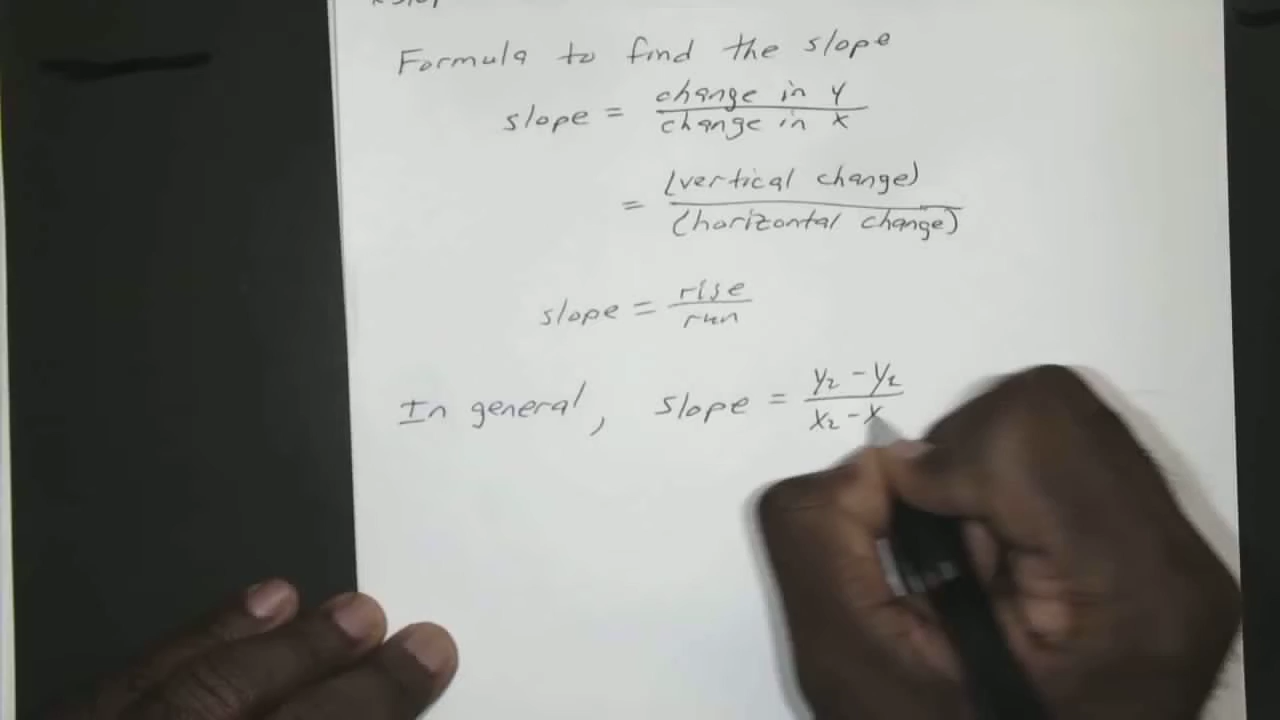 Formula to find the slope
slope = change in y / change in x
= (vertical change) / (horizontal change)
slope = rise / run
In general, slope = y₂ - y₂ / x₂ - x